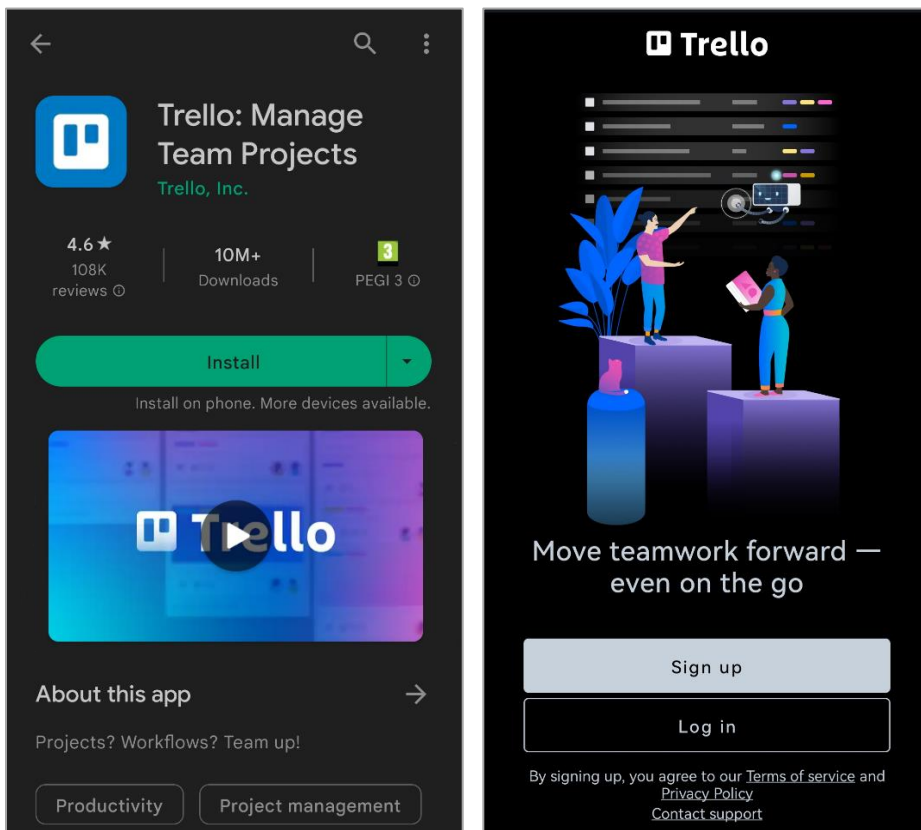 Trello: Manage
Team Projects
Trello, Inc.
4.6★
108K
reviews
10M+
Downloads
3
PEGI 3
Install
Install on phone. More devices available.
Trello
About this app
Projects? Workflows? Team up!
Productivity
Project management
Trello
Move teamwork forward —
even on the go
Sign up
Log in
By signing up, you agree to our Terms of service and
Privacy Policy
Contact support